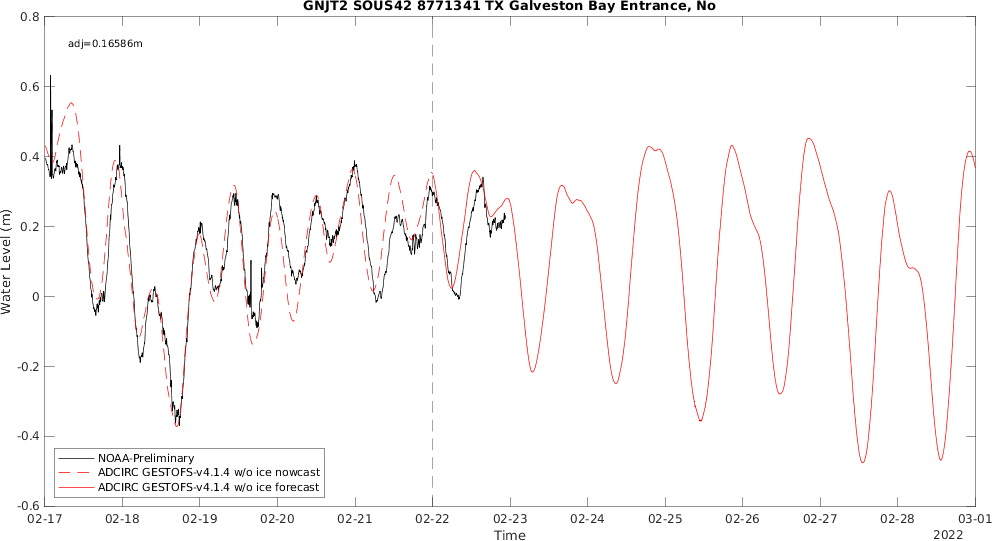 GNJT2 SOUS42 8771341 TX Galveston Bay Entrance, No
adj=0.16586m
Water Level (m)
0.8
0.6
0.4
0.2
0
-0.2
-0.4
-0.6
NOAA-Preliminary
ADCIRC GESTOFS-v4.1.4 w/o ice nowcast
ADCIRC GESTOFS-v4.1.4 w/o ice forecast
02-17 02-18 02-19 02-20 02-21 02-22 02-23 02-24 02-25 02-26 02-27 02-28 03-01
Time
2022